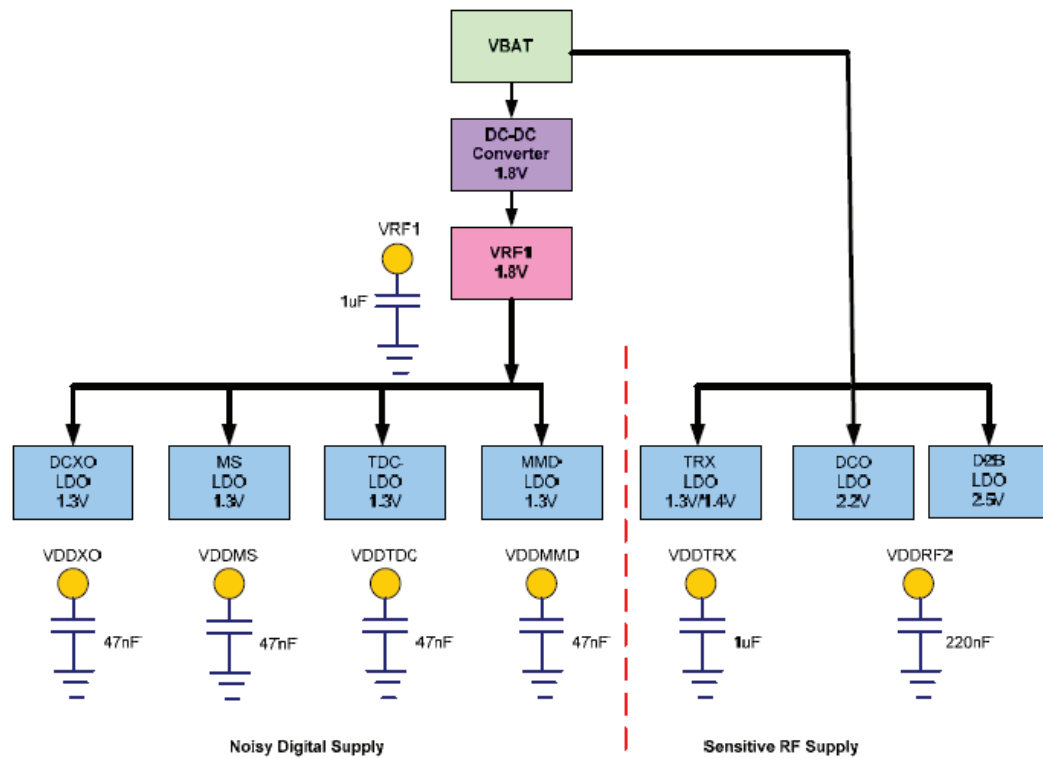 VBAT
DC-DC
Converter
1.8V
VRF1
VRF1
1.8V
1uF
DCXO
LDO
1.3V
MS
LDO
1.3V
TDC
LDO
1.3V
MMD
LDO
1.3V
TRX
LDO
1.3V/1.4V
DCO
LDO
2.2V
D2B
LDO
2.5V
VDDXO
VDDMS
VDDTDC
VDDMMD
VDDTRX
VDDRF2
47nF
47nF
47nF
47nF
1uF
220nF
Noisy Digital Supply
Sensitive RF Supply